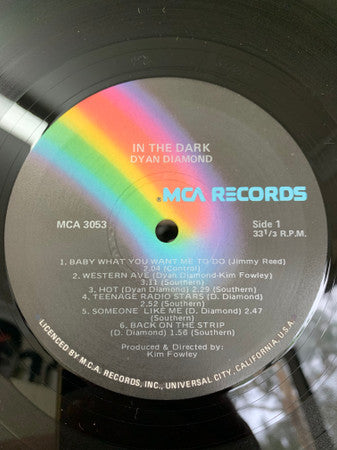 IN THE DARK
DYAN DIAMOND
®MCA RECORDS
MCA 3053
Side 1
33⅓ R.P.M.
1. BABY WHAT YOU WANT ME TO DO (Jimmy Reed)
2.04 (Control)
2. WESTERN AVE (Dyan Diamond-Kim Fowley)
3.11 (Southern)
3. HOT (Dyan Diamond) 2.29 (Southern)
4. TEENAGE RADIO STARS (D. Diamond)
2.52 (Southern)
5. SOMEONE LIKE ME (D. Diamond) 2.47
(Southern)
6. BACK ON THE STRIP
(D. Diamond) 1.56 (Southern)
Produced & Directed by:
Kim Fowley
LICENCED BY M.C.A. RECORDS, INC., UNIVERSAL CITY, CALIFORNIA, U.S.A.